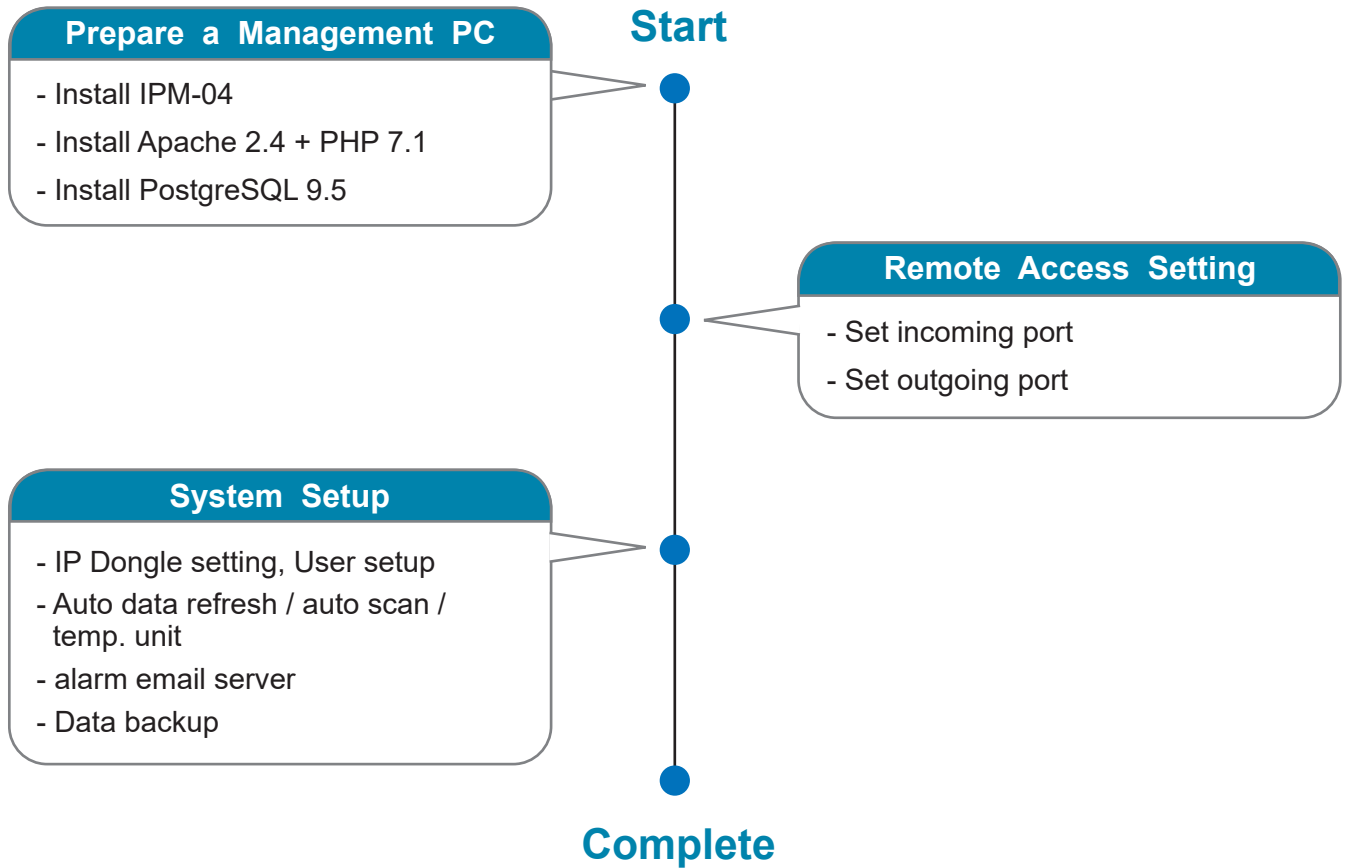 Start
Prepare a Management PC
- Install IPM-04
- Install Apache 2.4 + PHP 7.1
- Install PostgreSQL 9.5
Remote Access Setting
- Set incoming port
- Set outgoing port
System Setup
- IP Dongle setting, User setup
- Auto data refresh / auto scan /
temp. unit
- alarm email server
- Data backup
Complete